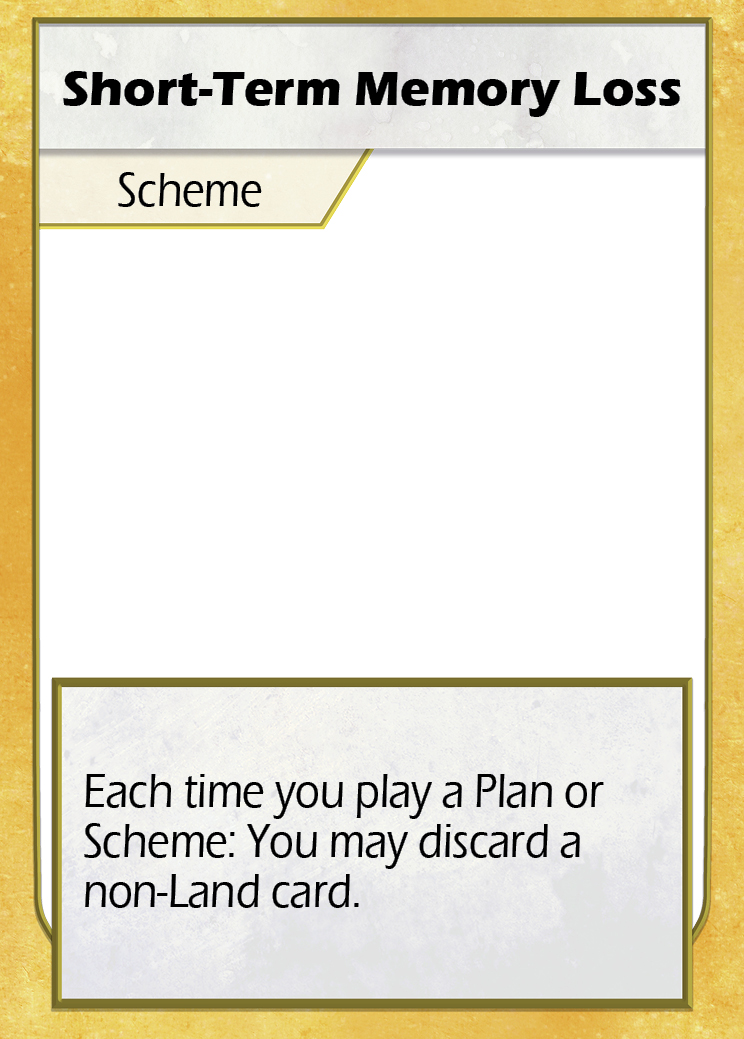 Short-Term Memory Loss
Scheme
Each time you play a Plan or
Scheme: You may discard a
non-Land card.